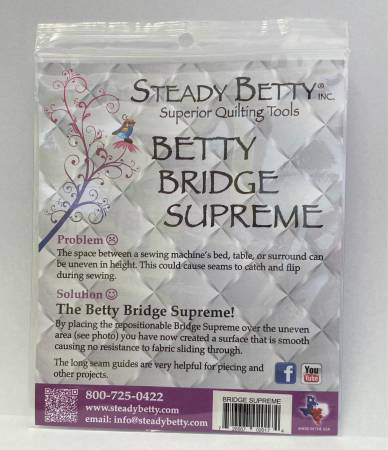 STEADY BETTY® INC.
Superior Quilting Tools
BETTY
BRIDGE
SUPREME
Problem ☹
The space between a sewing machine's bed, table, or surround can
be uneven in height. This could cause seams to catch and flip
during sewing.
Solution ☺
The Betty Bridge Supreme!
By placing the repositionable Bridge Supreme over the uneven
area (see photo) you have now created a surface that is smooth
causing no resistance to fabric sliding through.
The long seam guides are very helpful for piecing and
other projects.
f
You
Tube
800-725-0422
www.steadybetty.com
email: info@steadybetty.com
BRIDGE SUPREME
MADE IN THE USA